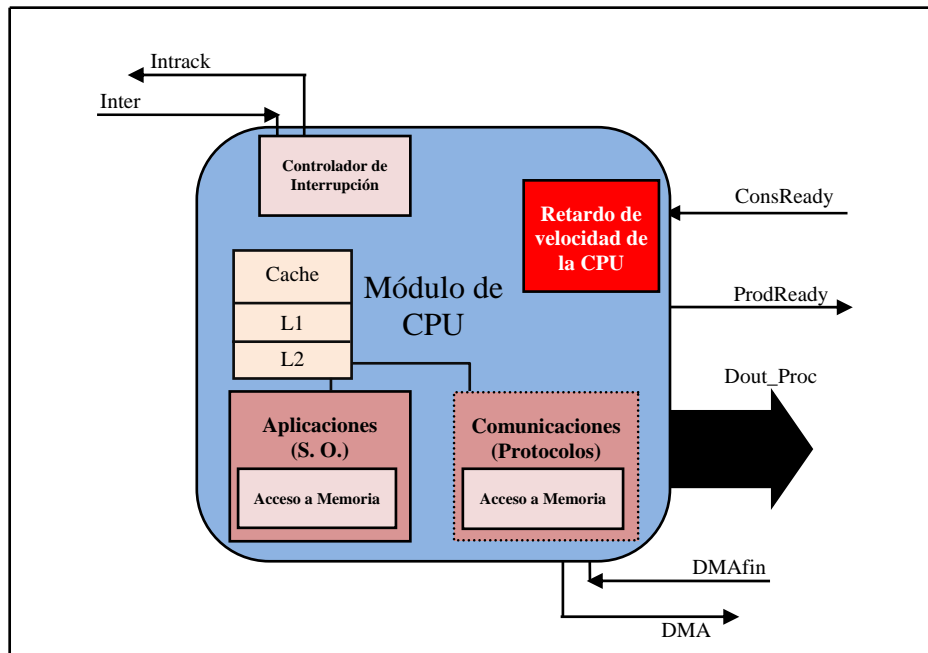 Intrack
Inter
Controlador de
Interrupción
Retardo de
velocidad de
la CPU
ConsReady
Cache
L1
L2
Módulo de
CPU
ProdReady
Dout_Proc
Aplicaciones
(S. O.)
Acceso a Memoria
Comunicaciones
(Protocolos)
Acceso a Memoria
DMAfin
DMA